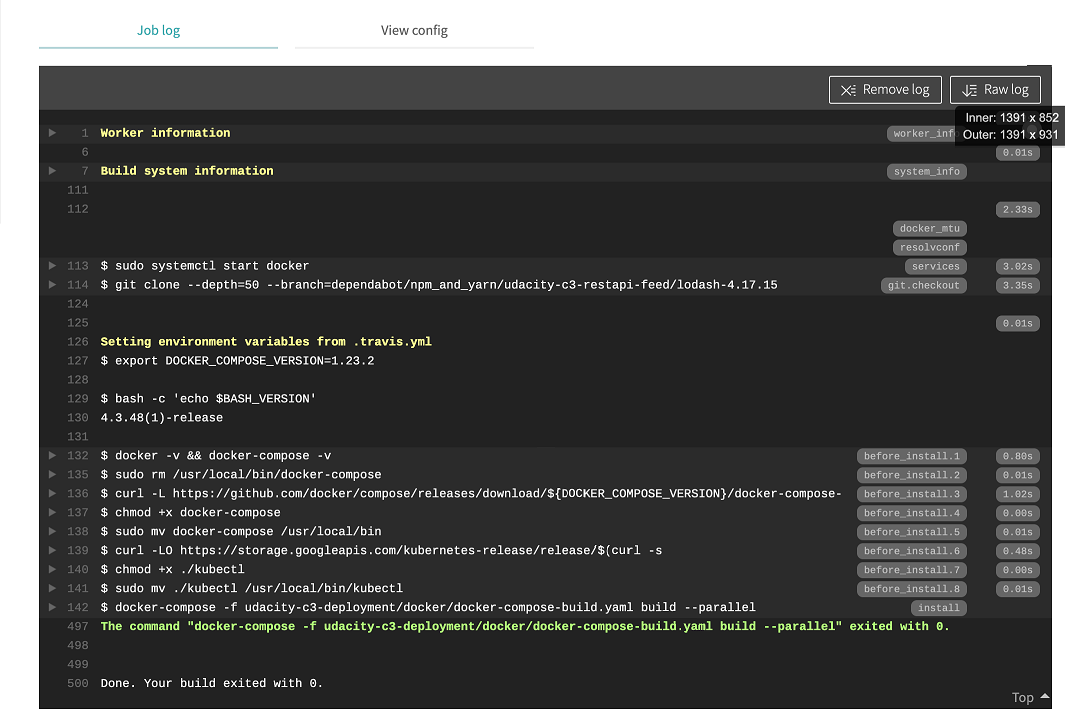 Job log View config
Remove log Raw log
Inner: 1391 x 852
Outer: 1391 x 931
1 Worker information worker_info
6 0.01s
7 Build system information system_info
111
112 2.33s
docker_mtu
resolvconf
113 $ sudo systemctl start docker services 3.02s
114 $ git clone --depth=50 --branch=dependabot/npm_and_yarn/udacity-c3-restapi-feed/lodash-4.17.15 git.checkout 3.35s
124
125 0.01s
126 Setting environment variables from .travis.yml
127 $ export DOCKER_COMPOSE_VERSION=1.23.2
128
129 $ bash -c 'echo $BASH_VERSION'
130 4.3.48(1)-release
131
132 $ docker -v && docker-compose -v before_install.1 0.80s
135 $ sudo rm /usr/local/bin/docker-compose before_install.2 0.01s
136 $ curl -L https://github.com/docker/compose/releases/download/${DOCKER_COMPOSE_VERSION}/docker-compose- before_install.3 1.02s
137 $ chmod +x docker-compose before_install.4 0.00s
138 $ sudo mv docker-compose /usr/local/bin before_install.5 0.01s
139 $ curl -LO https://storage.googleapis.com/kubernetes-release/release/$(curl -s before_install.6 0.48s
140 $ chmod +x ./kubectl before_install.7 0.00s
141 $ sudo mv ./kubectl /usr/local/bin/kubectl before_install.8 0.01s
142 $ docker-compose -f udacity-c3-deployment/docker/docker-compose-build.yaml build --parallel install
497 The command "docker-compose -f udacity-c3-deployment/docker/docker-compose-build.yaml build --parallel" exited with 0.
498
499
500 Done. Your build exited with 0.
Top